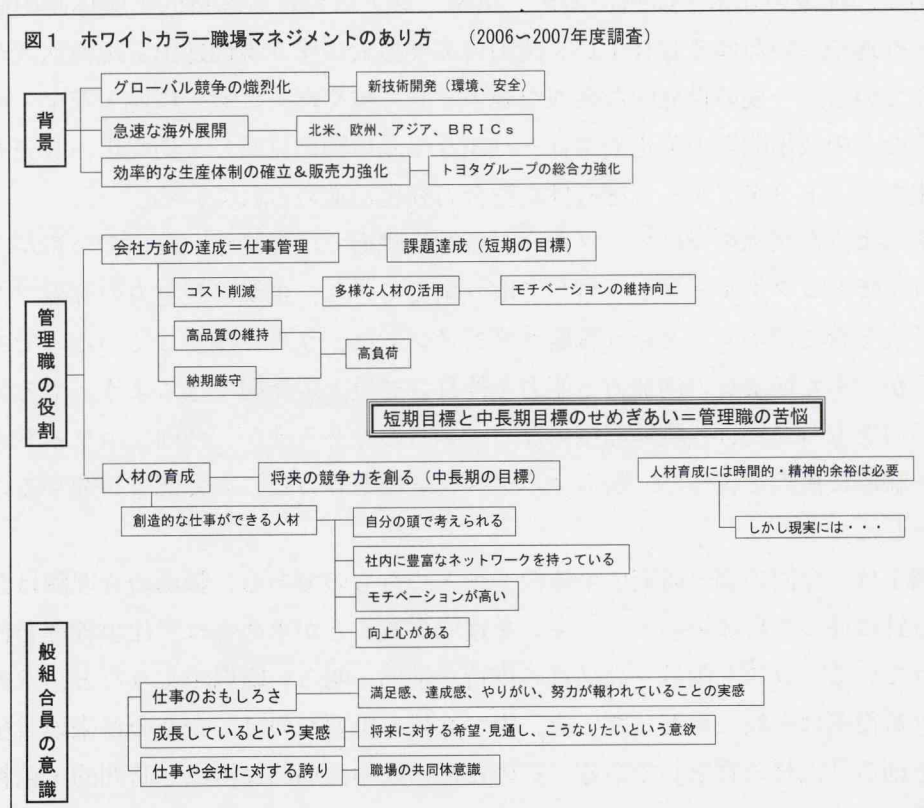 図1 ホワイトカラー職場マネジメントのあり方 (2006〜2007年度調査)
背景
グローバル競争の熾烈化
新技術開発(環境、安全)
急速な海外展開
北米、欧州、アジア、BRICs
効率的な生産体制の確立&販売力強化
トヨタグループの総合力強化
管理職の役割
会社方針の達成=仕事管理
課題達成(短期の目標)
コスト削減
多様な人材の活用
モチベーションの維持向上
高品質の維持
高負荷
納期厳守
短期目標と中長期目標のせめぎあい=管理職の苦悩
人材の育成
将来の競争力を創る(中長期の目標)
人材育成には時間的・精神的余裕は必要
創造的な仕事ができる人材
自分の頭で考えられる
しかし現実には・・・
社内に豊富なネットワークを持っている
モチベーションが高い
向上心がある
一般組合員の意識
仕事のおもしろさ
満足感、達成感、やりがい、努力が報われていることの実感
成長しているという実感
将来に対する希望・見通し、こうなりたいという意欲
仕事や会社に対する誇り
職場の共同体意識